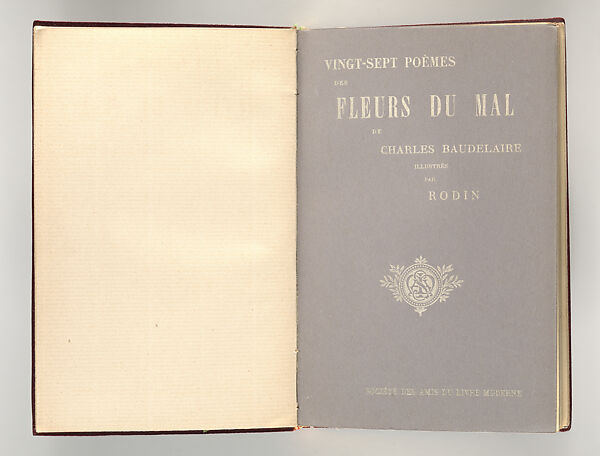 VINGT-SEPT POÈMES
DES
FLEURS DU MAL
DE
CHARLES BAUDELAIRE
ILLUSTRÉS
PAR
RODIN
SOCIÉTÉ DES AMIS DU LIVRE MODERNE